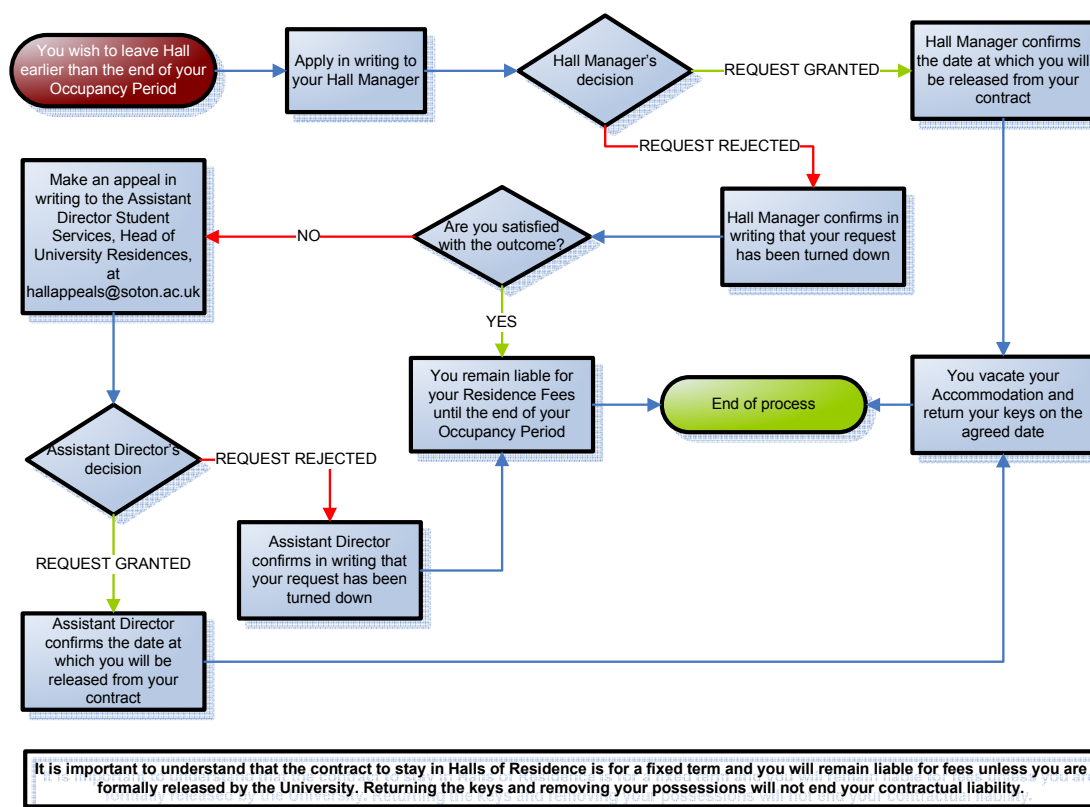 You wish to leave Hall
earlier than the end of your
Occupancy Period
Apply in writing to
your Hall Manager
Hall Manager's
decision
REQUEST GRANTED
Hall Manager confirms
the date at which you will
be released from your
contract
REQUEST REJECTED
Hall Manager confirms in
writing that your request
has been turned down
Are you satisfied
with the outcome?
NO
Make an appeal in
writing to the Assistant
Director Student
Services, Head of
University Residences,
at
hallappeals@soton.ac.uk
YES
You remain liable for
your Residence Fees
until the end of your
Occupancy Period
End of process
You vacate your
Accommodation and
return your keys on the
agreed date
Assistant Director's
decision
REQUEST REJECTED
Assistant Director
confirms in writing that
your request has been
turned down
REQUEST GRANTED
Assistant Director
confirms the date at
which you will be
released from your
contract
It is important to understand that the contract to stay in Halls of Residence is for a fixed term and you will remain liable for fees unless you are
formally released by the University. Returning the keys and removing your possessions will not end your contractual liability.